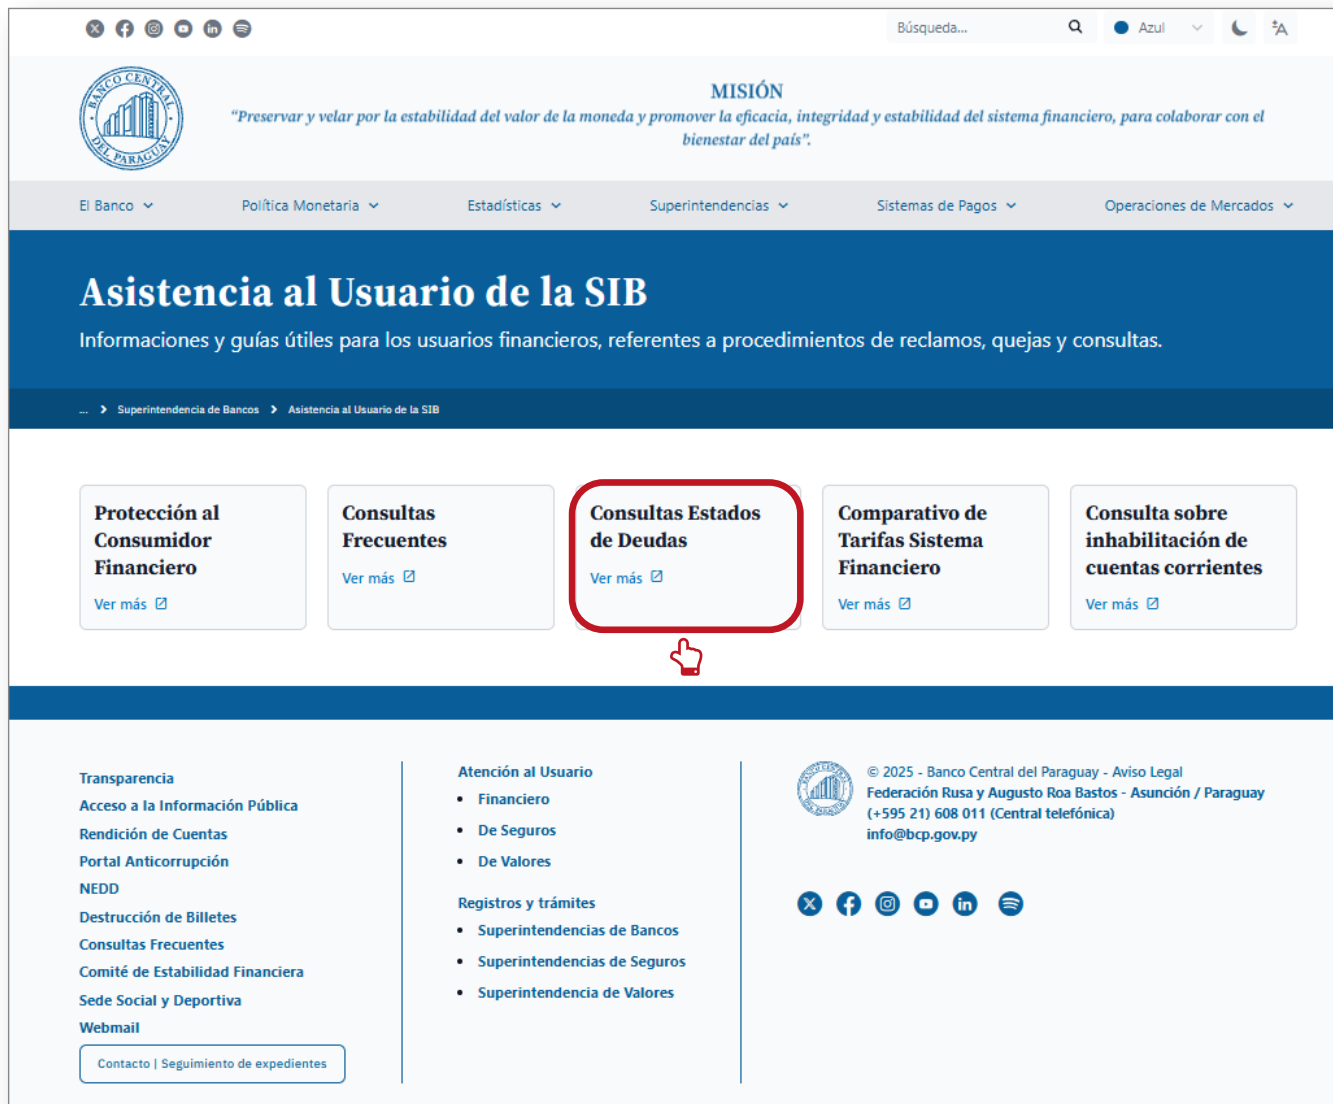 Búsqueda...
Azul
BANCO CENTRAL
DEL PARAGUAY
MISIÓN
“Preservar y velar por la estabilidad del valor de la moneda y promover la eficacia, integridad y estabilidad del sistema financiero, para colaborar con el
bienestar del país”.
El Banco
Política Monetaria
Estadísticas
Superintendencias
Sistemas de Pagos
Operaciones de Mercados
Asistencia al Usuario de la SIB
Informaciones y guías útiles para los usuarios financieros, referentes a procedimientos de reclamos, quejas y consultas.
... > Superintendencia de Bancos > Asistencia al Usuario de la SIB
Protección al
Consumidor
Financiero
Ver más
Consultas
Frecuentes
Ver más
Consultas Estados
de Deudas
Ver más
Comparativo de
Tarifas Sistema
Financiero
Ver más
Consulta sobre
inhabilitación de
cuentas corrientes
Ver más
Transparencia
Acceso a la Información Pública
Rendición de Cuentas
Portal Anticorrupción
NEDD
Destrucción de Billetes
Consultas Frecuentes
Comité de Estabilidad Financiera
Sede Social y Deportiva
Webmail
Contacto | Seguimiento de expedientes
Atención al Usuario
• Financiero
• De Seguros
• De Valores
Registros y trámites
• Superintendencias de Bancos
• Superintendencias de Seguros
• Superintendencia de Valores
© 2025 - Banco Central del Paraguay - Aviso Legal
Federación Rusa y Augusto Roa Bastos - Asunción / Paraguay
(+595 21) 608 011 (Central telefónica)
info@bcp.gov.py